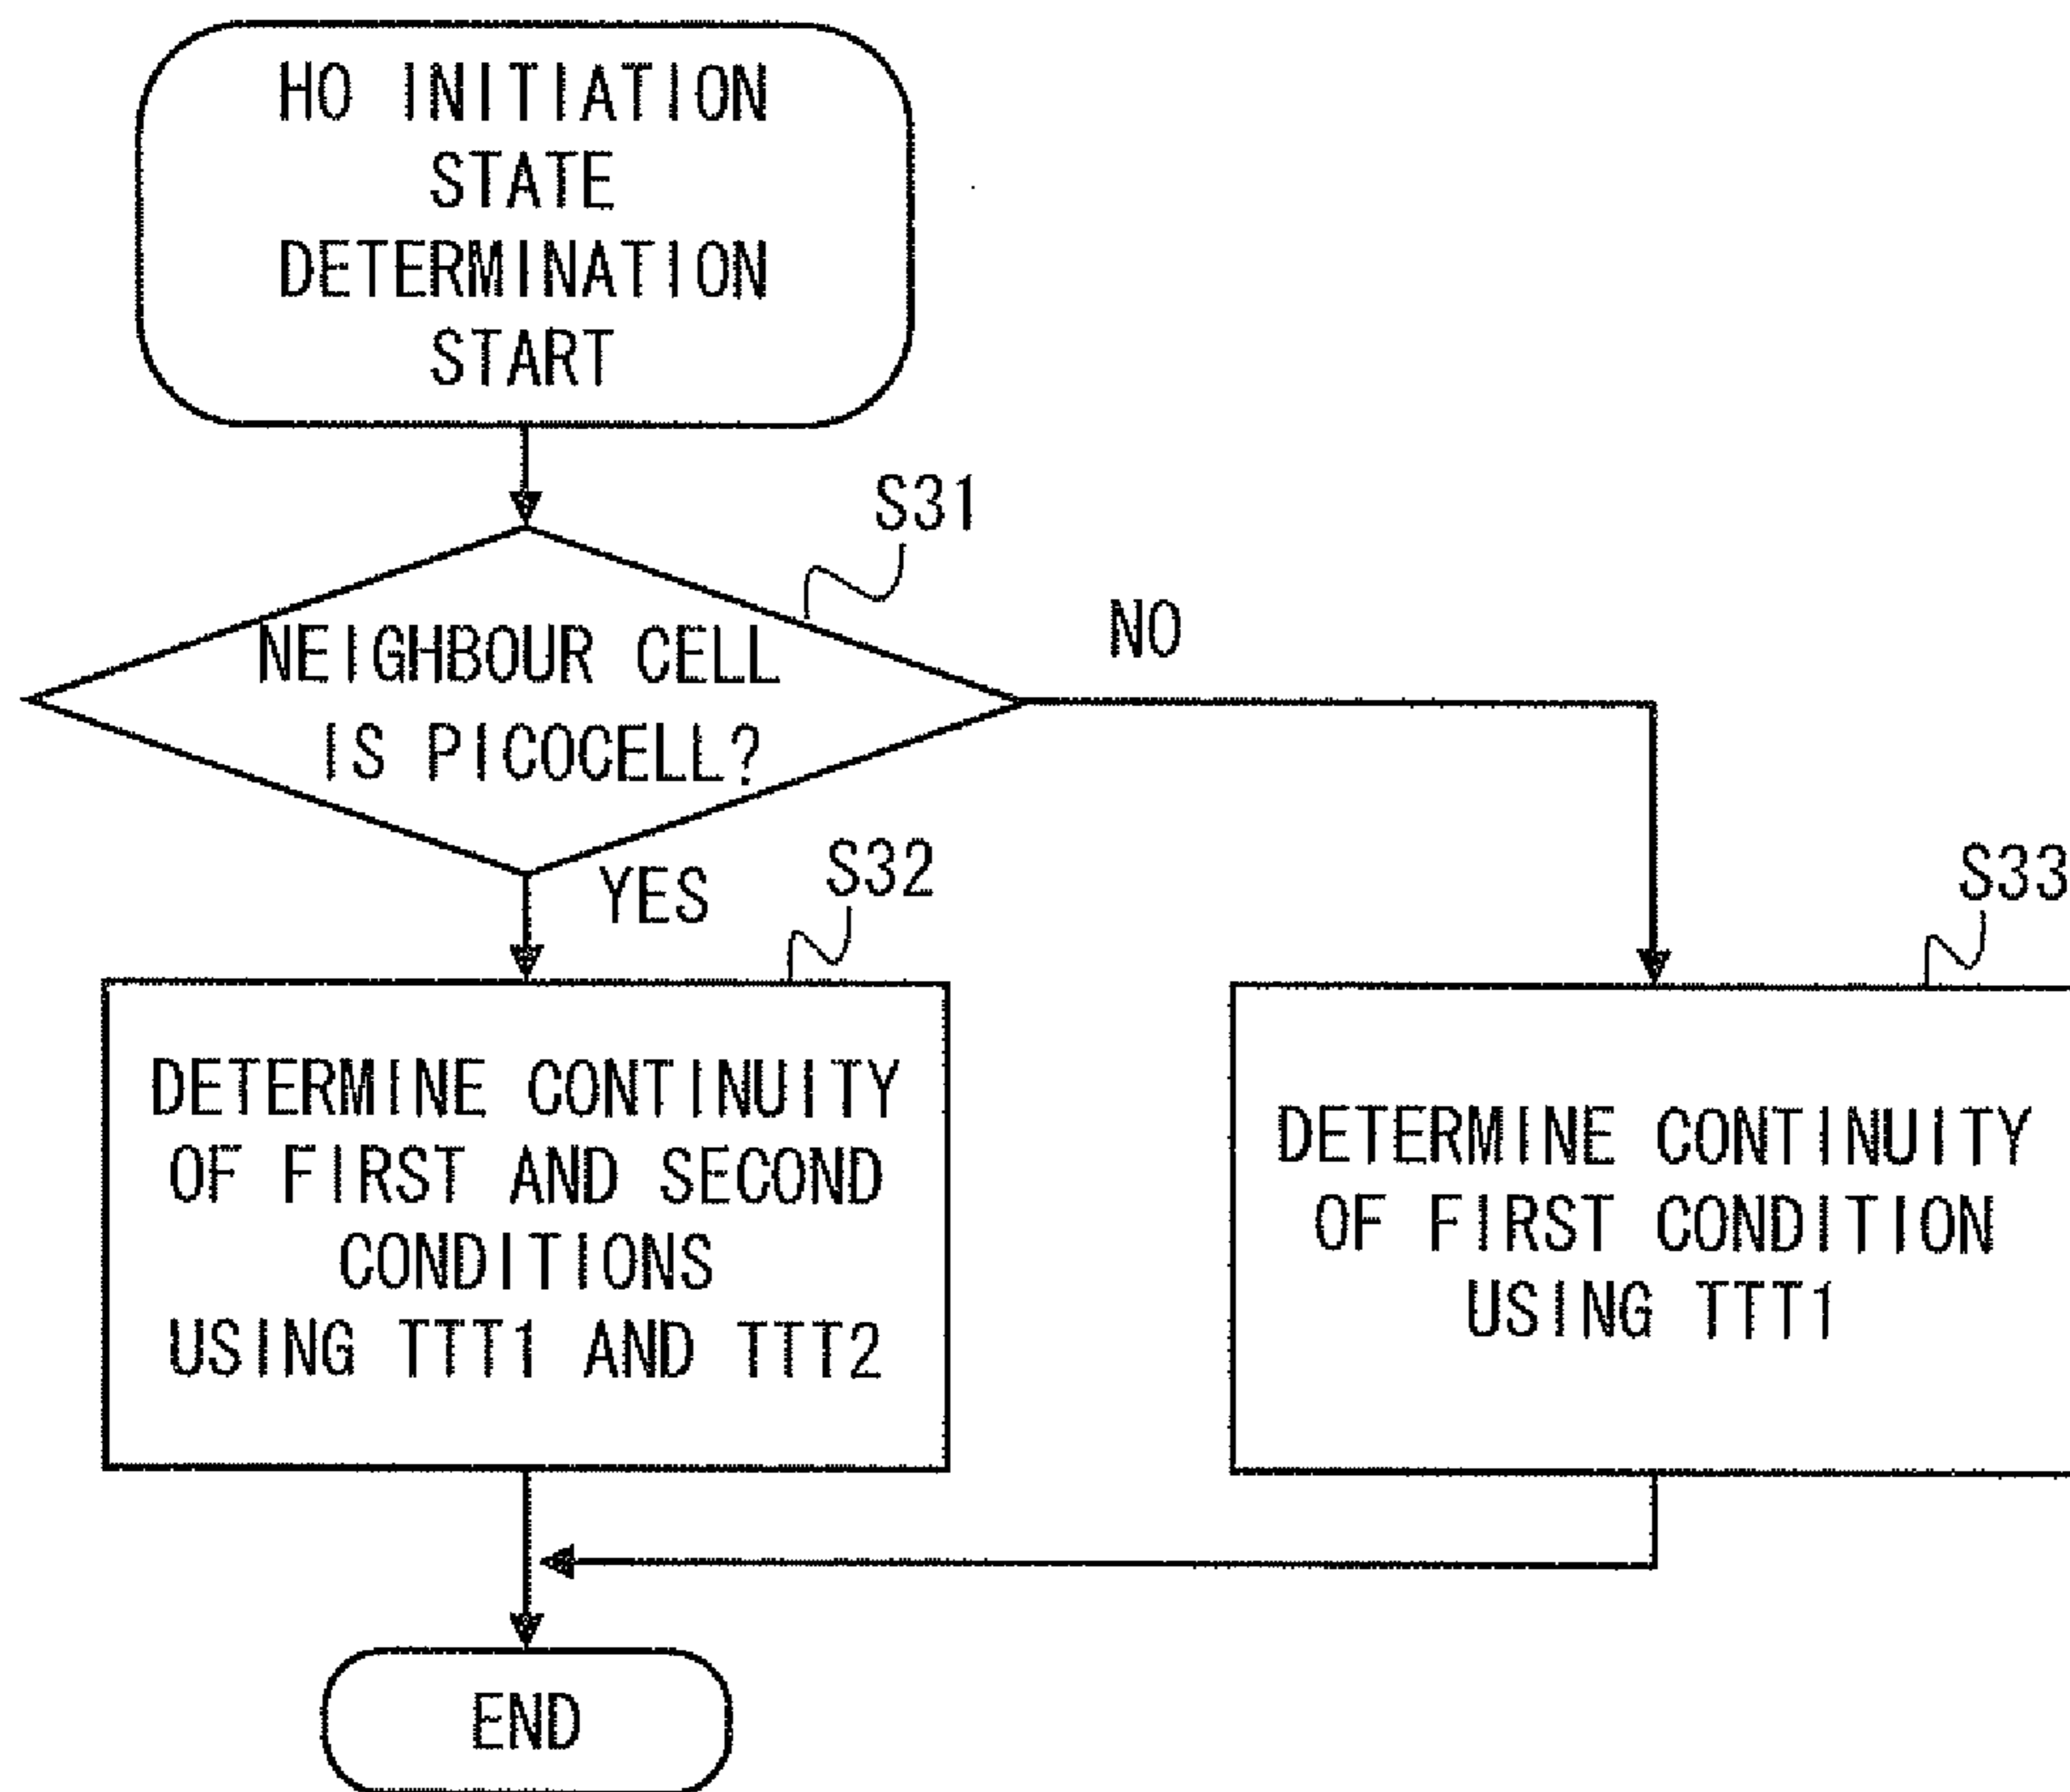 HO INITIATION
STATE
DETERMINATION
START
S31
NEIGHBOUR CELL
IS PICOCELL?
NO
YES
S32
S33
DETERMINE CONTINUITY
OF FIRST AND SECOND
CONDITIONS
USING TTT1 AND TTT2
DETERMINE CONTINUITY
OF FIRST CONDITION
USING TTT1
END